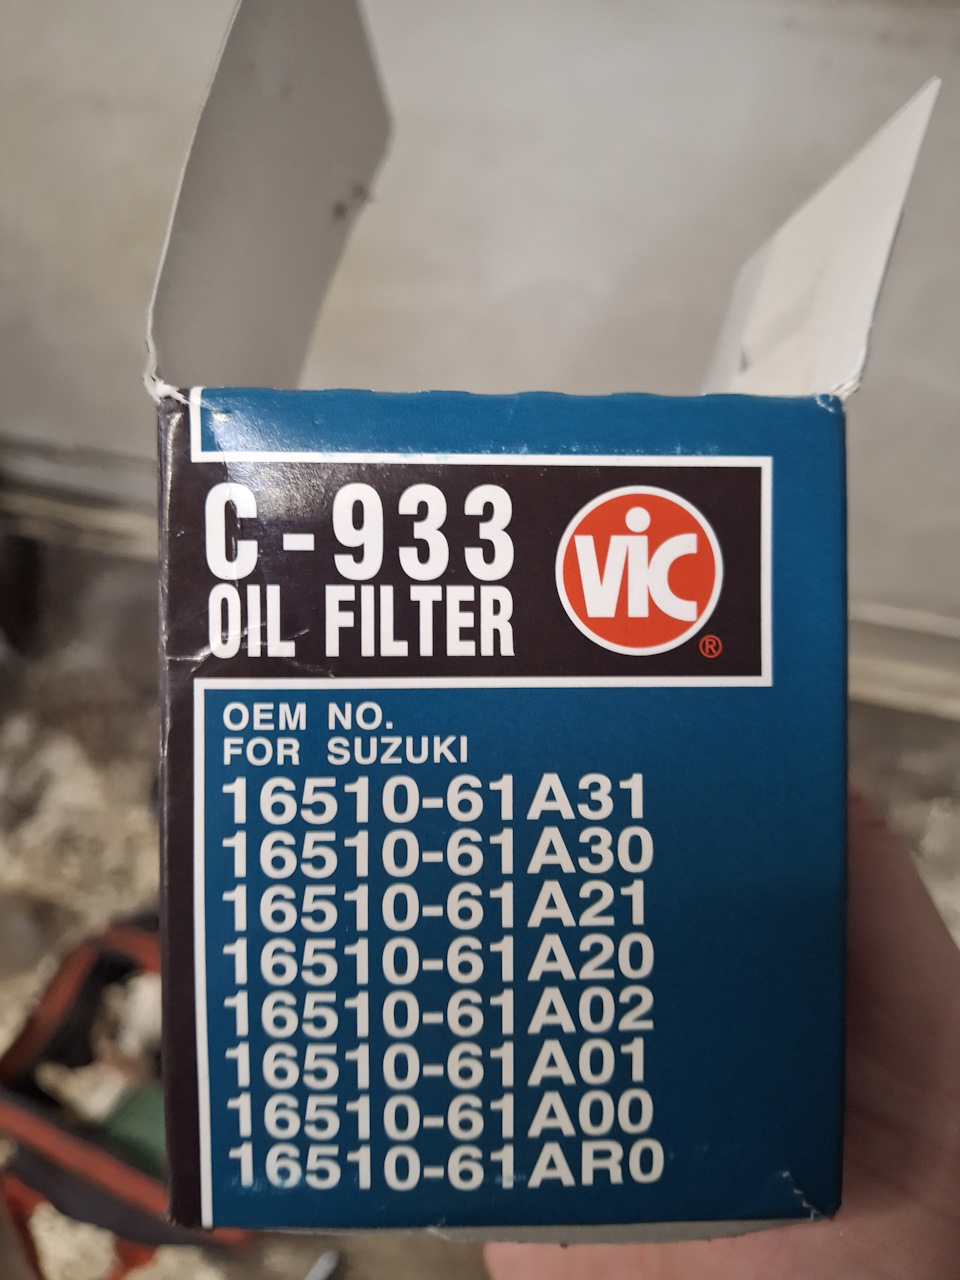 C-933
OIL FILTER
VIC
®
OEM NO.
FOR SUZUKI
16510-61A31
16510-61A30
16510-61A21
16510-61A20
16510-61A02
16510-61A01
16510-61A00
16510-61AR0